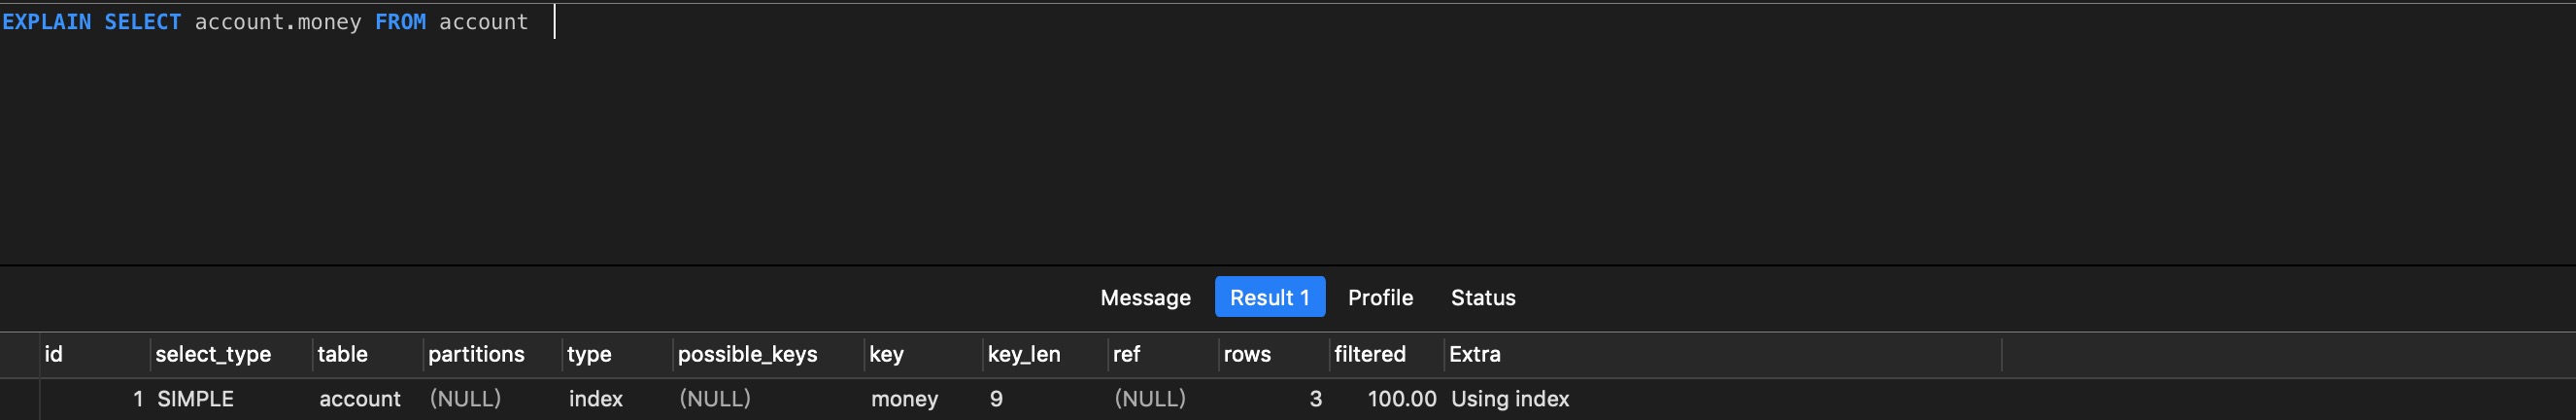 EXPLAIN SELECT account.money FROM account
Message Result 1 Profile Status
id select_type table partitions type possible_keys key key_len ref rows filtered Extra
1 SIMPLE account (NULL) index (NULL) money 9 (NULL) 3 100.00 Using index